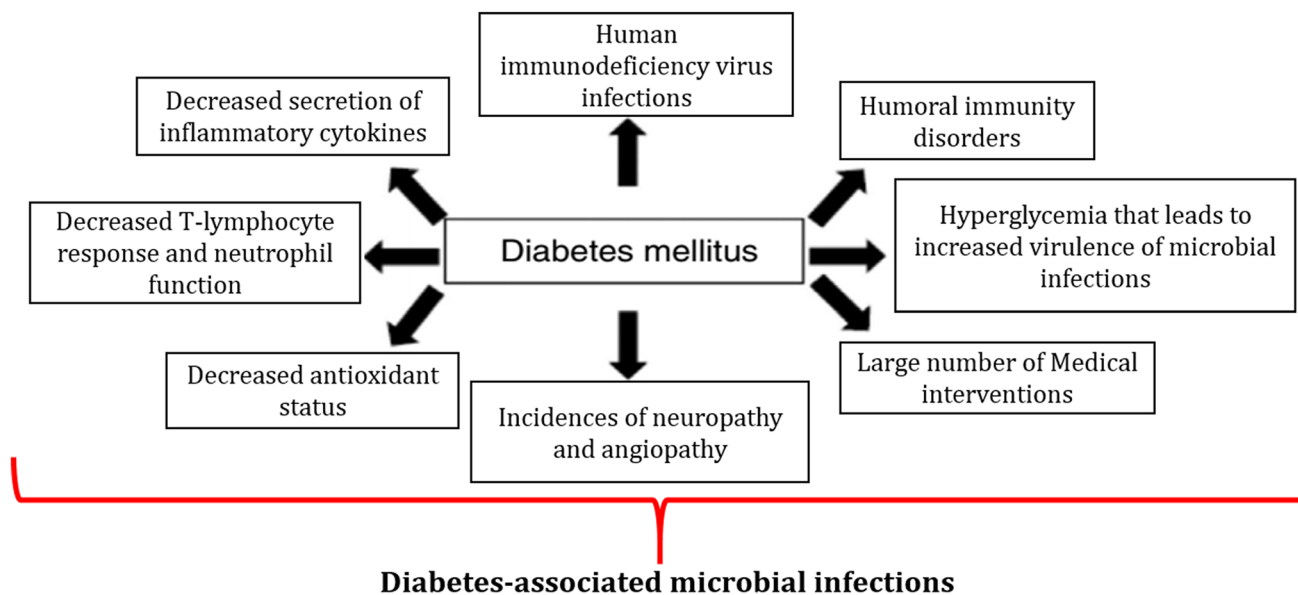 Human
immunodeficiency virus
infections
Decreased secretion of
inflammatory cytokines
Humoral immunity
disorders
Decreased T-lymphocyte
response and neutrophil
function
Diabetes mellitus
Hyperglycemia that leads to
increased virulence of microbial
infections
Decreased antioxidant
status
Incidences of neuropathy
and angiopathy
Large number of Medical
interventions
Diabetes-associated microbial infections